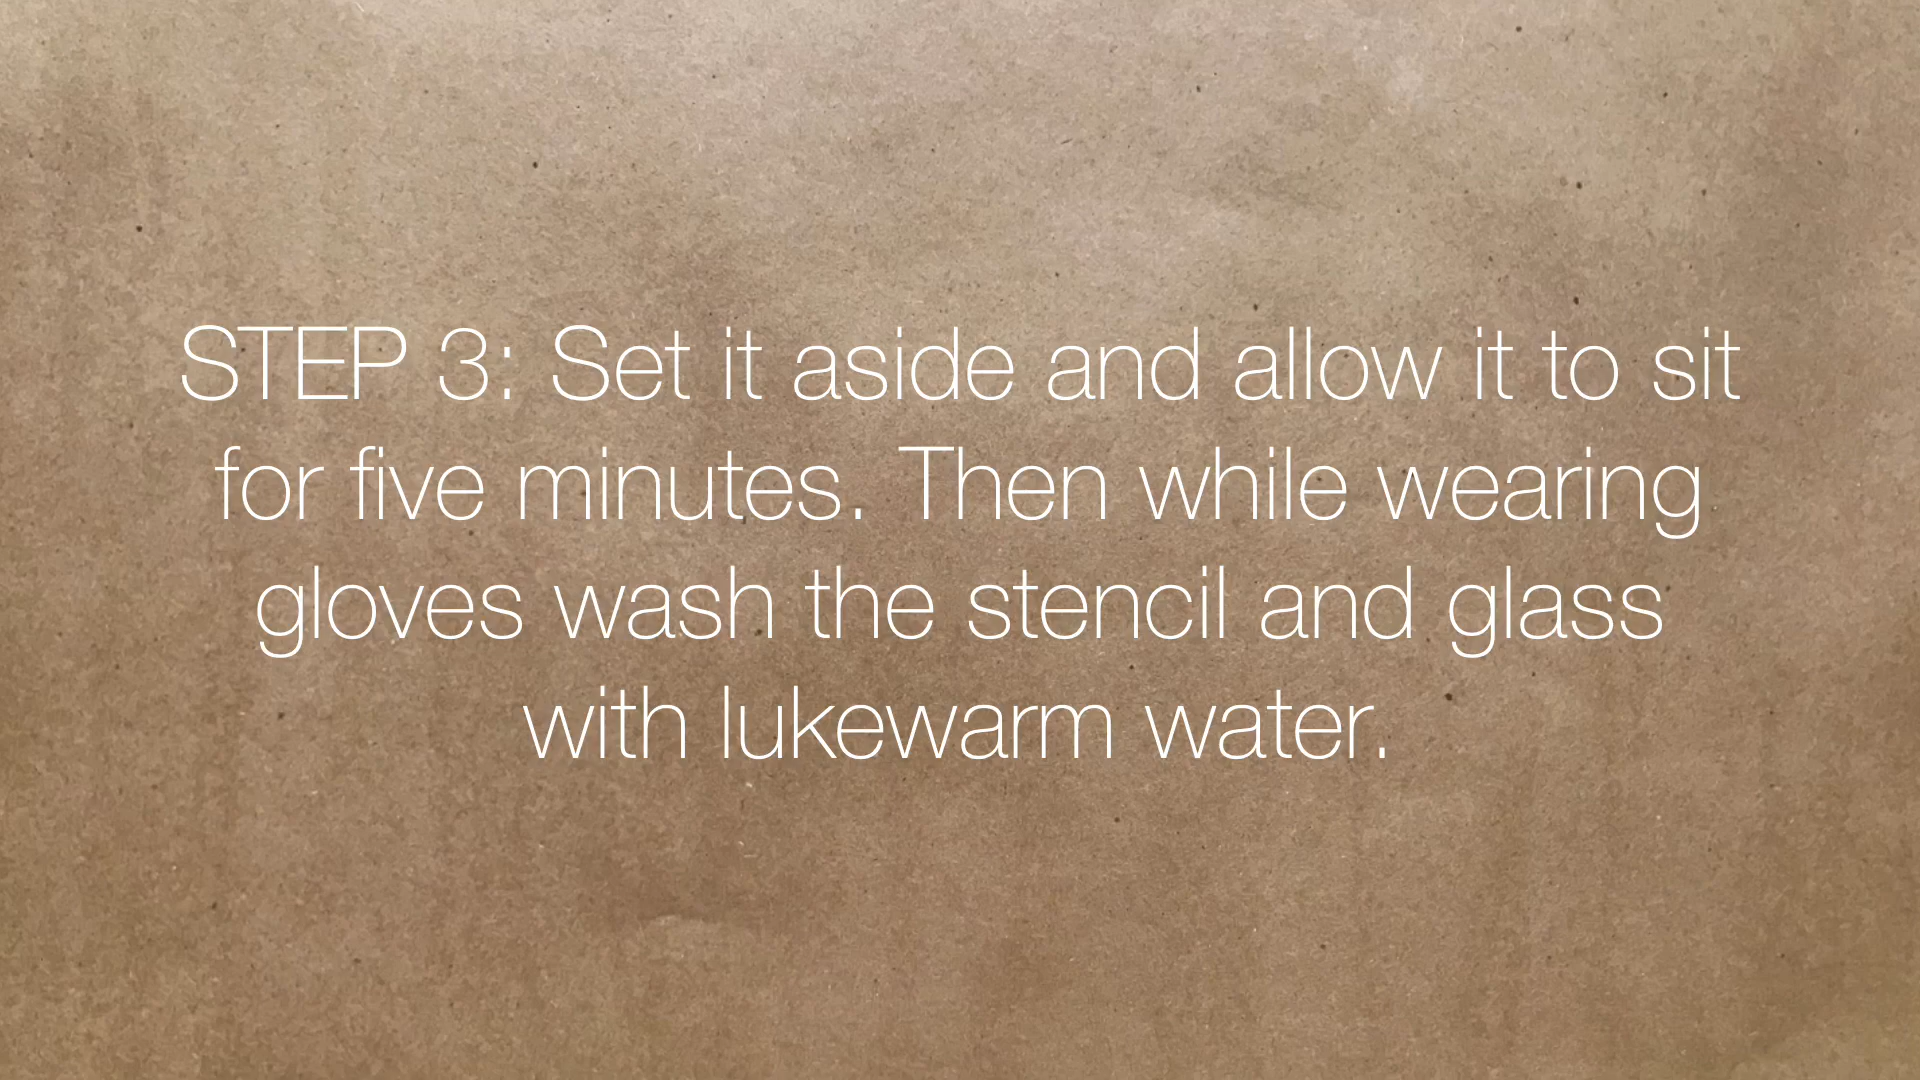 STEP 3: Set it aside and allow it to sit
for five minutes. Then while wearing
gloves wash the stencil and glass
with lukewarm water.